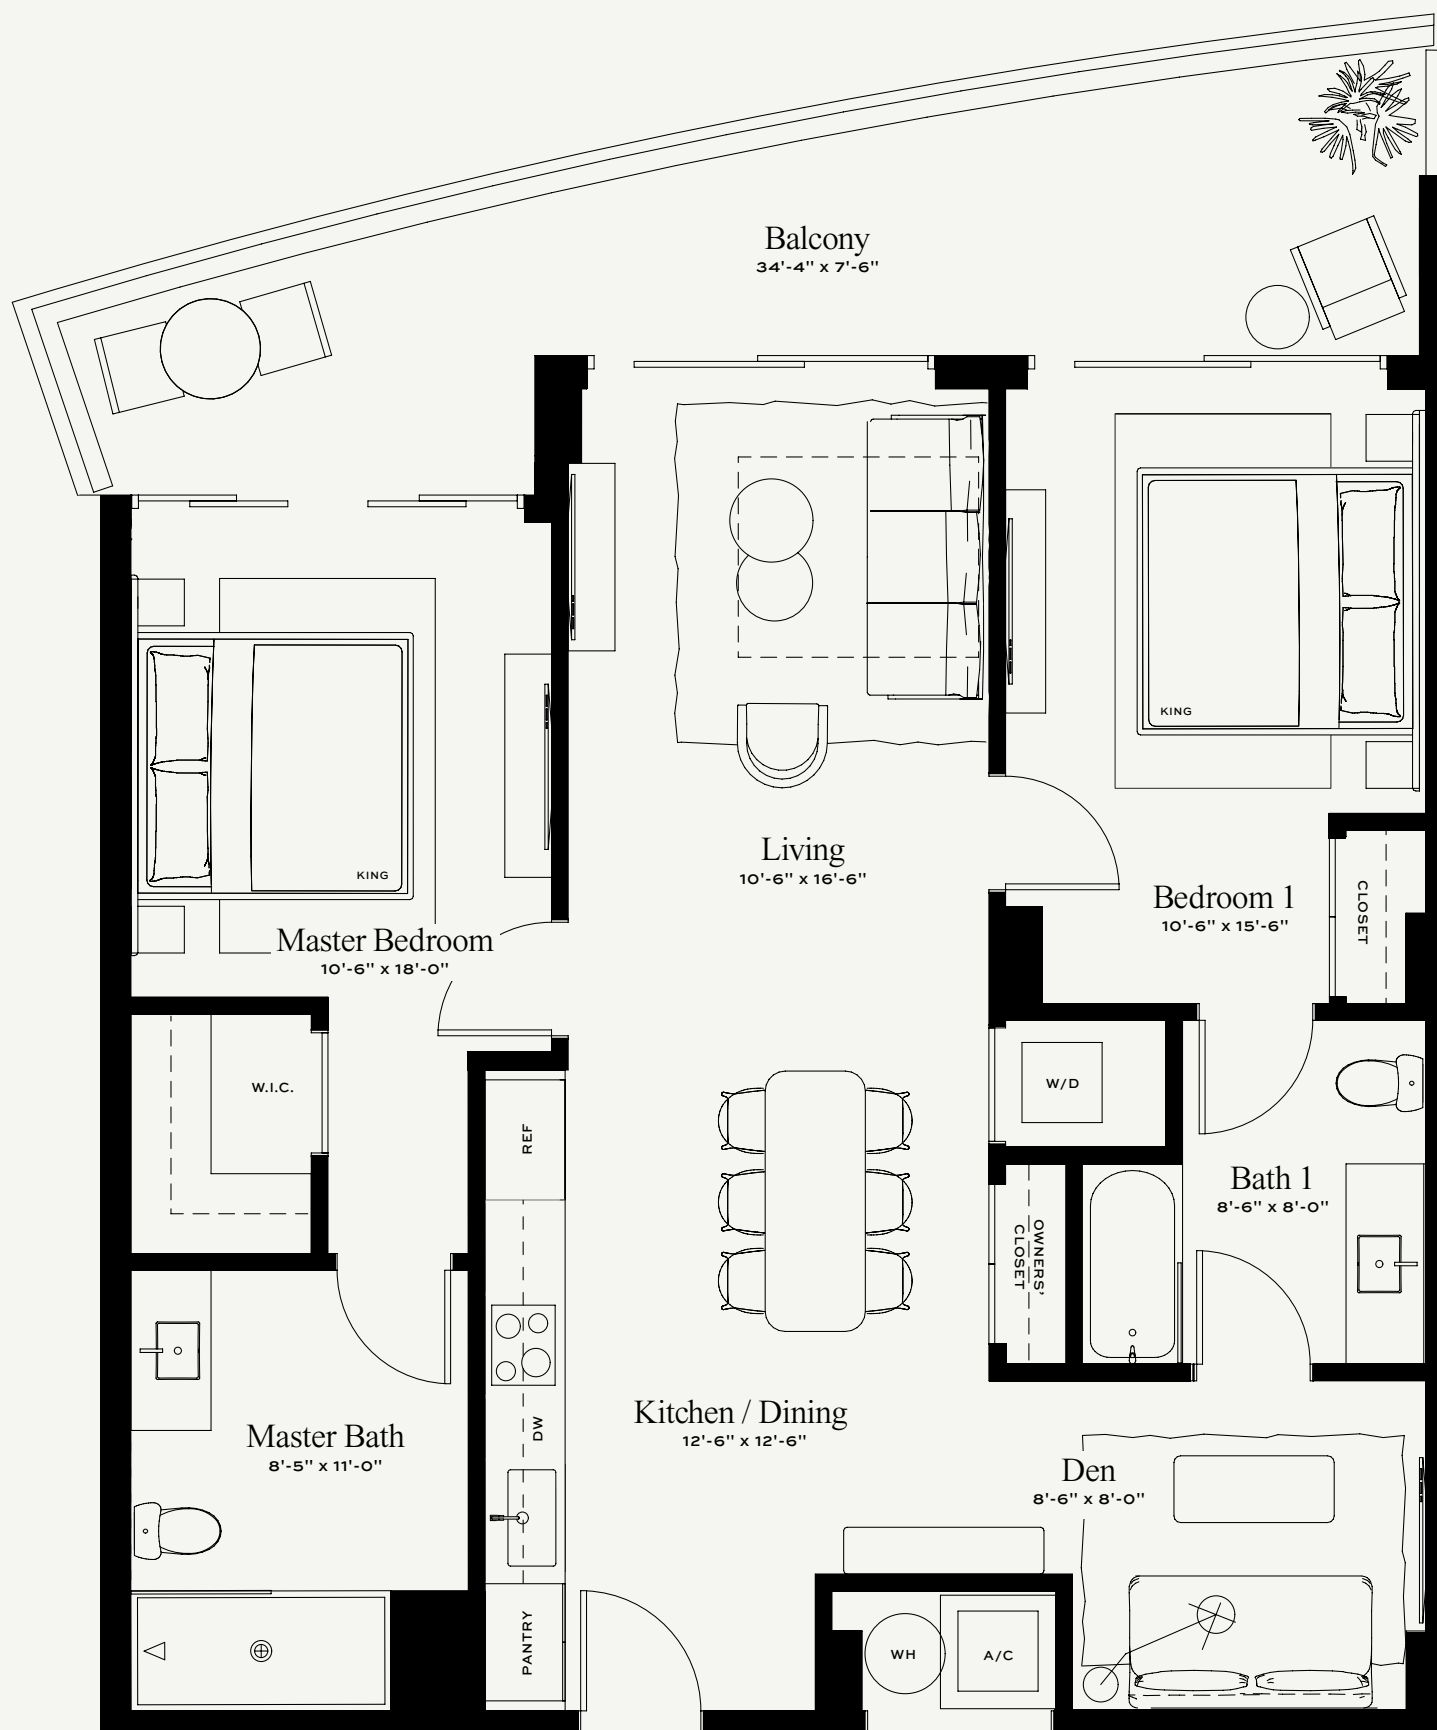 Balcony
34'-4" x 7'-6"
KING
KING
Living
10'-6" x 16'-6"
Bedroom 1
10'-6" x 15'-6"
CLOSET
Master Bedroom
10'-6" x 18'-0"
W.I.C.
REF
W/D
Bath 1
8'-6" x 8'-0"
OWNERS'
CLOSET
Kitchen / Dining
12'-6" x 12'-6"
DW
Master Bath
8'-5" x 11'-0"
Den
8'-6" x 8'-0"
PANTRY
WH
A/C